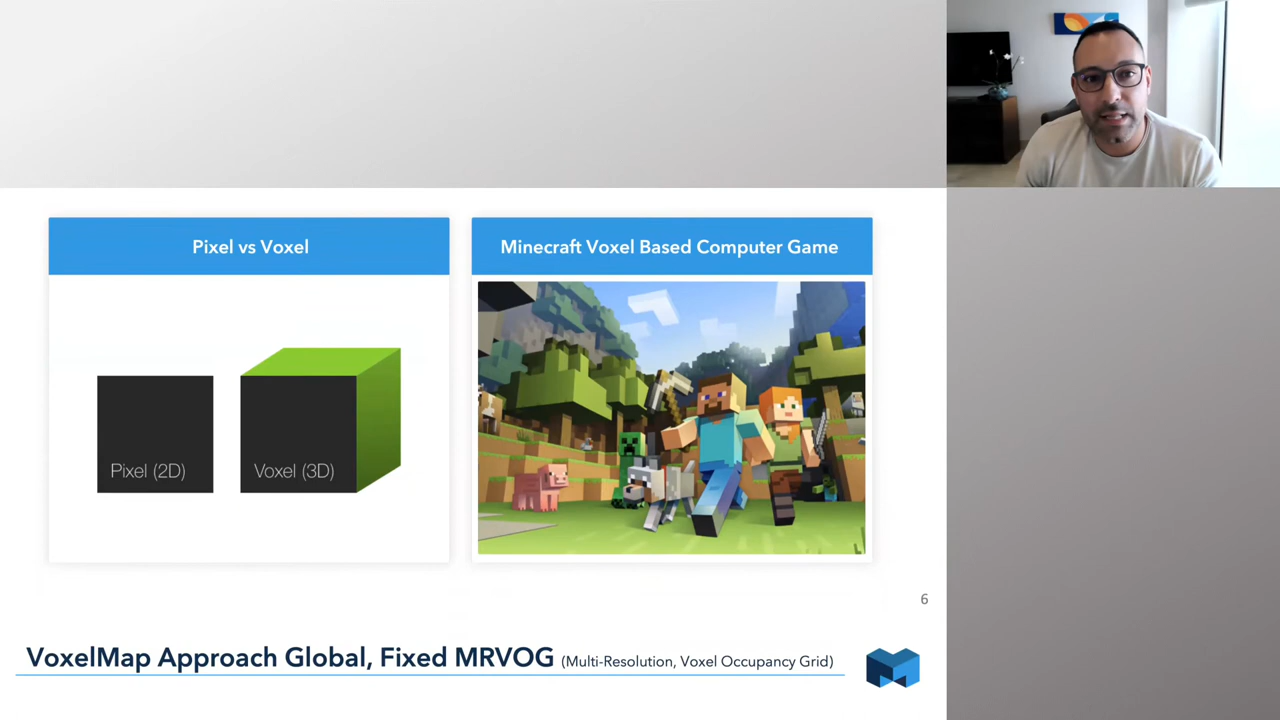 Pixel vs Voxel
Minecraft Voxel Based Computer Game
Pixel (2D)
Voxel (3D)
6
VoxelMap Approach Global, Fixed MRVOG (Multi-Resolution, Voxel Occupancy Grid)